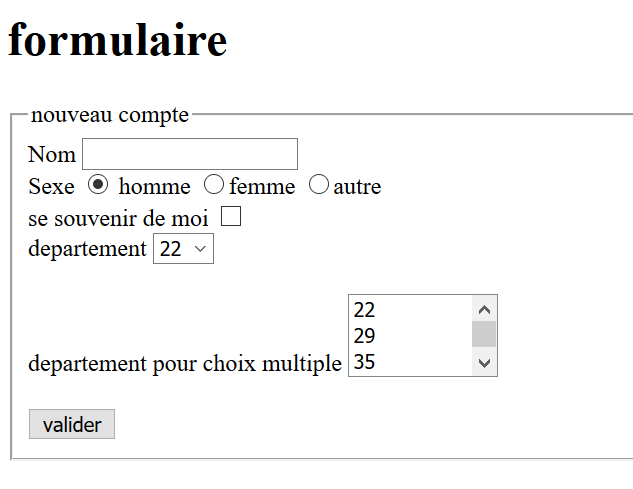 formulaire
nouveau compte
Nom
Sexe homme femme autre
se souvenir de moi
departement 22
22
29
departement pour choix multiple 35
valider